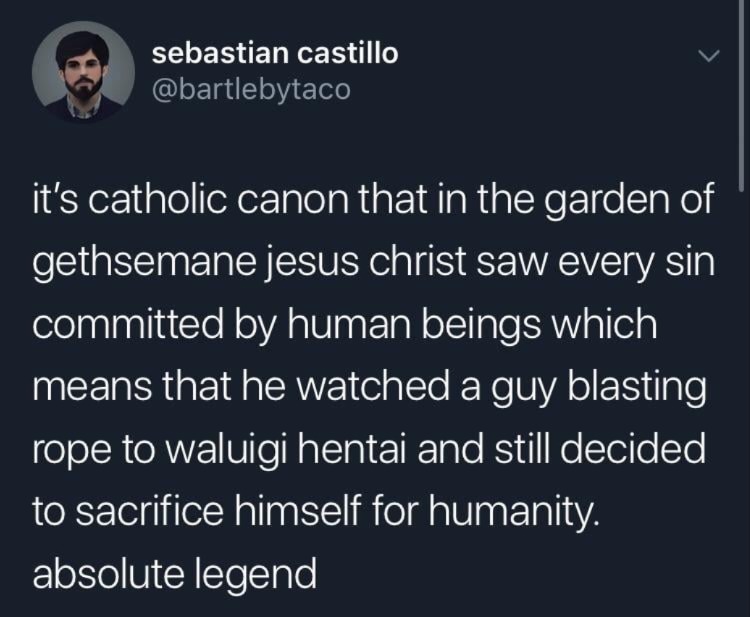 sebastian castillo
@bartlebytaco
it's catholic canon that in the garden of
gethsemane jesus christ saw every sin
committed by human beings which
means that he watched a guy blasting
rope to waluigi hentai and still decided
to sacrifice himself for humanity.
absolute legend